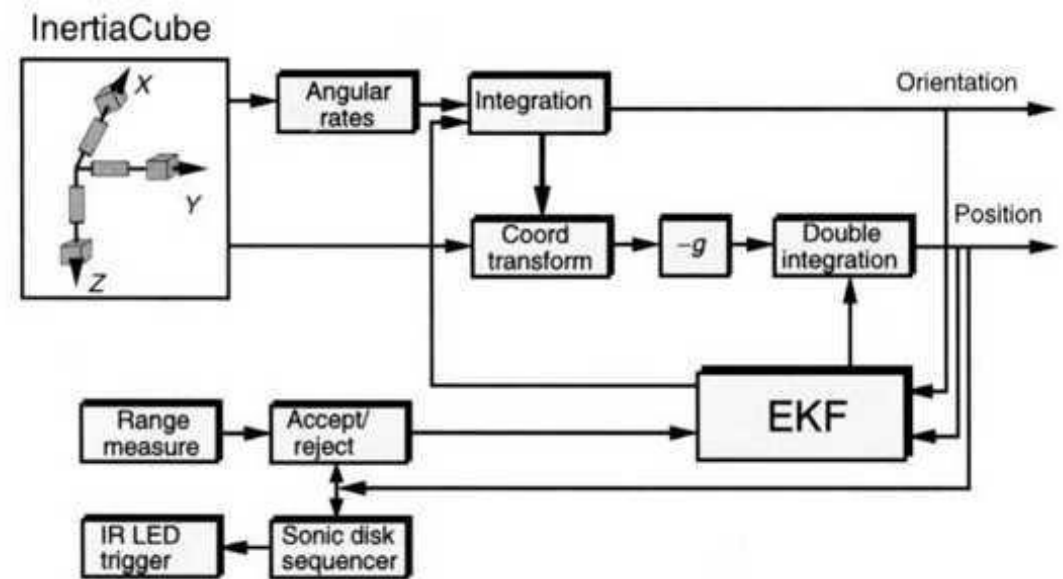 InertiaCube
X
Y
Z
Angular
rates
Integration
Orientation
Coord
transform
–g
Double
integration
Position
EKF
Range
measure
Accept/
reject
IR LED
trigger
Sonic disk
sequencer